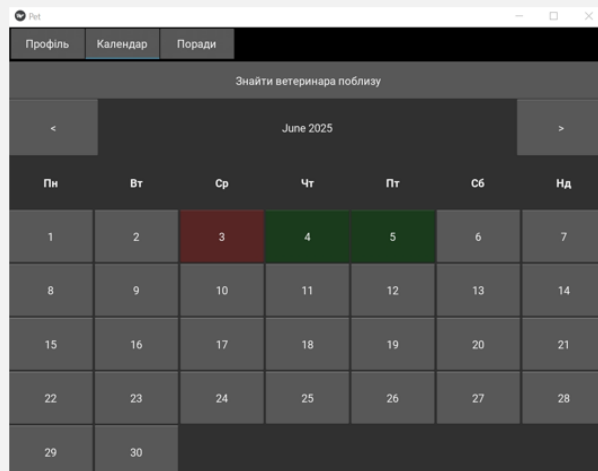 Pet
Профіль Календар Поради
Знайти ветеринара поблизу
< June 2025 >
Пн Вт Ср Чт Пт Сб Нд
1 2 3 4 5 6 7
8 9 10 11 12 13 14
15 16 17 18 19 20 21
22 23 24 25 26 27 28
29 30